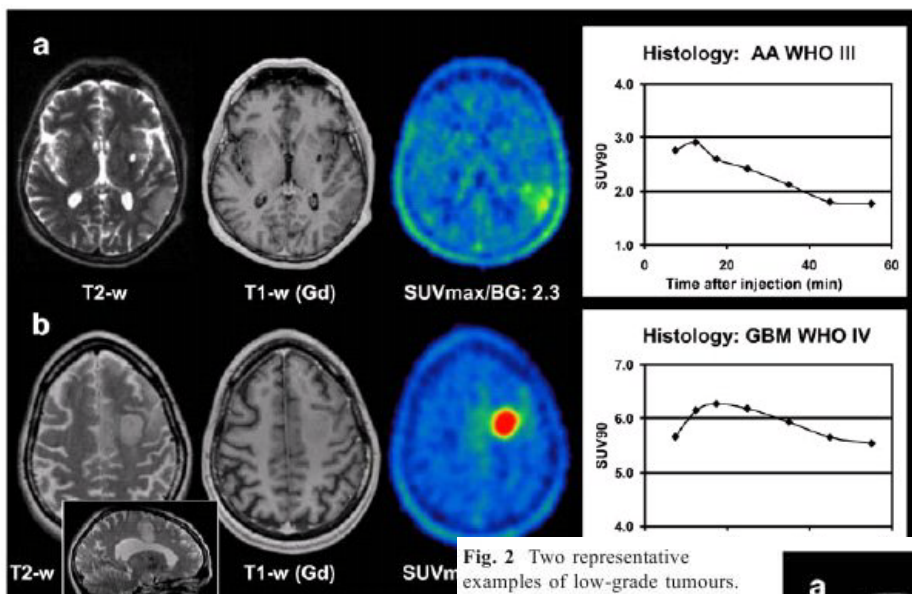 a
Histology: AA WHO III
4.0
3.0
2.0
1.0
SUV90
0 20 40 60
Time after injection (min)
T2-w T1-w (Gd) SUVmax/BG: 2.3
b
Histology: GBM WHO IV
7.0
6.0
5.0
4.0
SUV90
T2-w T1-w (Gd)
Fig. 2 Two representative
examples of low-grade tumours.
a